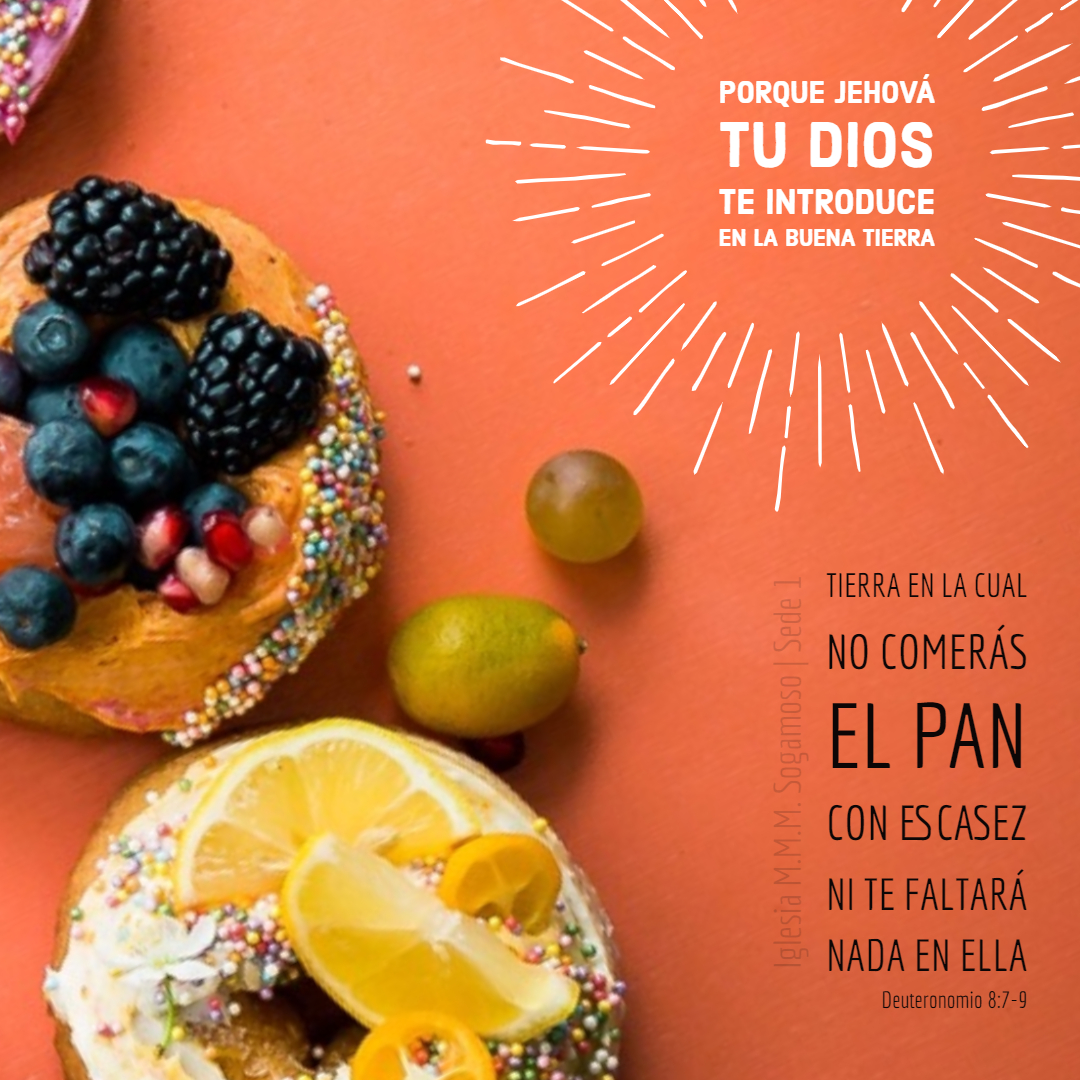 PORQUE JEHOVÁ
TU DIOS
TE INTRODUCE
EN LA BUENA TIERRA
TIERRA EN LA CUAL
NO COMERÁS
EL PAN
CON ESCASEZ
NI TE FALTARÁ
NADA EN ELLA
Deuteronomio 8:7-9
Iglesia M.M.M. Sogamoso | Sede 1